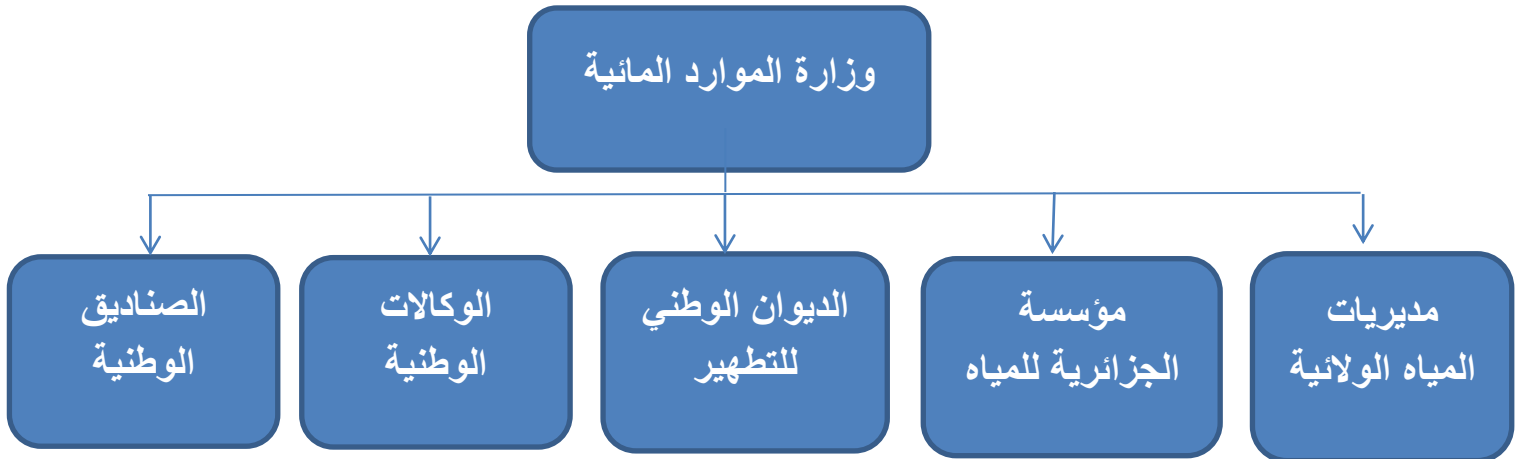 وزارة الموارد المائية
مديريات
المياه الولائية
مؤسسة
الجزائرية للمياه
الديوان الوطني
للتطهير
الوكالات
الوطنية
الصناديق
الوطنية